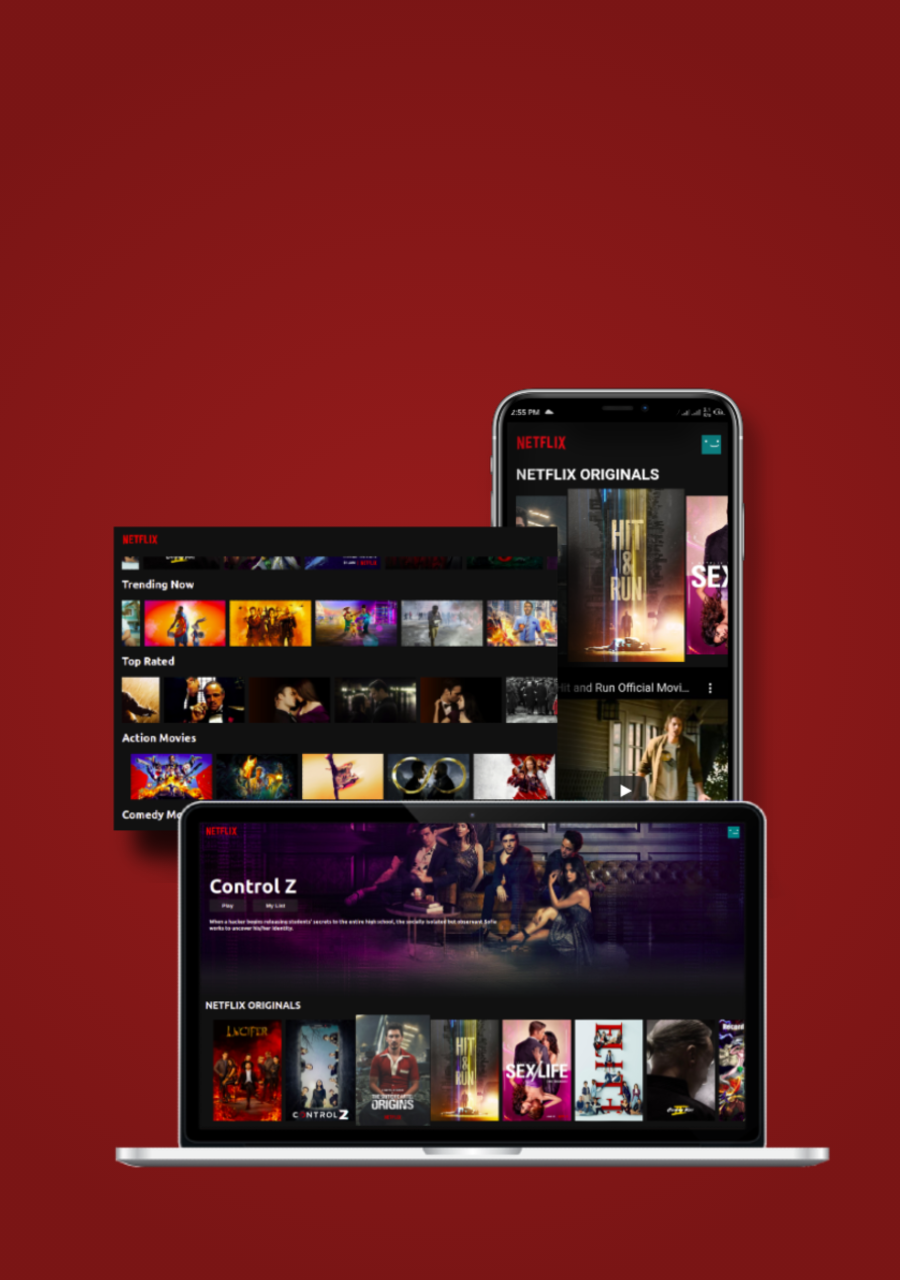 2:55 PM
NETFLIX
NETFLIX ORIGINALS
HIT
&
RUN
SEX
Hit and Run Official Movi...
NETFLIX
Trending Now
Top Rated
Action Movies
Comedy Mo
NETFLIX
Control Z
Play
My List
When a hacker begins releasing students' secrets to the entire high school, the socially isolated but observant Sofia
works to uncover his/her identity.
NETFLIX ORIGINALS
LUCIFER
CONTROL Z
ORIGINS
HIT
&
RUN
SEX/LIFE
ELITE
Record